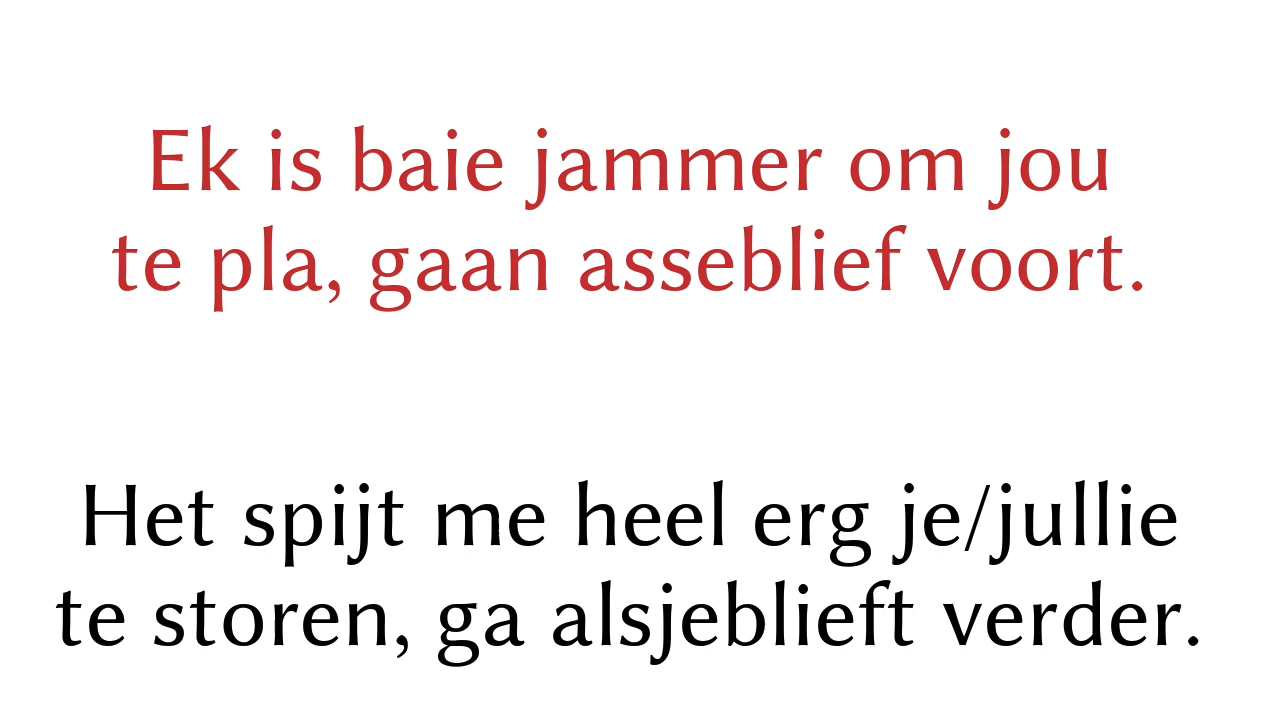 Ek is baie jammer om jou
te pla, gaan asseblief voort.
Het spijt me heel erg je/jullie
te storen, ga alsjeblieft verder.